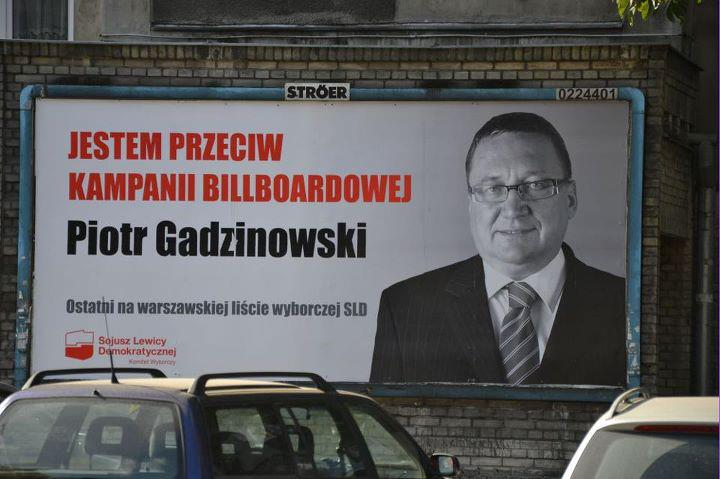 STRÖER
0224401
JESTEM PRZECIW
KAMPANII BILLBOARDOWEJ
Piotr Gadzinowski
Ostatni na warszawskiej liście wyborczej SLD
Sojusz Lewicy
Demokratycznej
Komitet Wyborczy